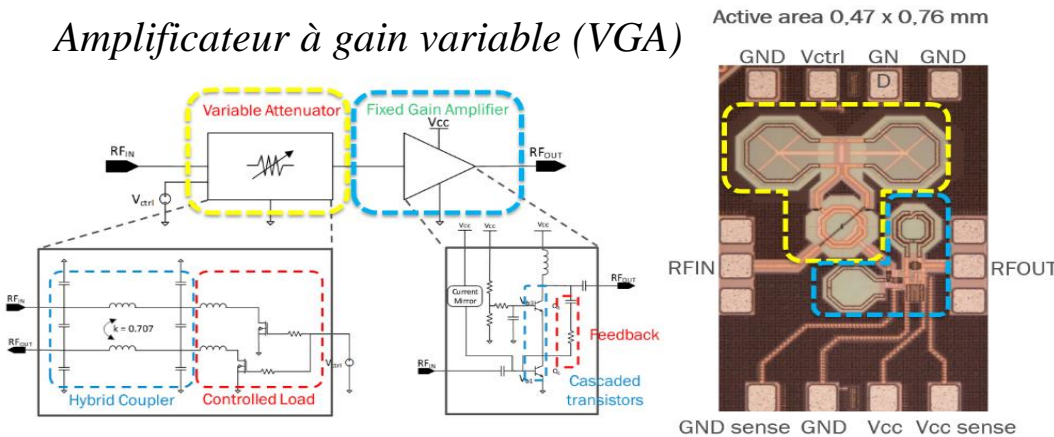 Amplificateur à gain variable (VGA)
Active area 0,47 x 0,76 mm
GND Vctrl GN GND
D
Variable Attenuator
Fixed Gain Amplifier
Vcc
RFIN
RFOUT
Vctrl
RFIN
RFOUT
k = 0.707
Vctrl
Hybrid Coupler
Controlled Load
Vcc
Vcc
Vcc
Current
Mirror
RFOUT
Feedback
RFIN
Cascaded
transistors
RFIN
RFOUT
GND sense GND Vcc Vcc sense